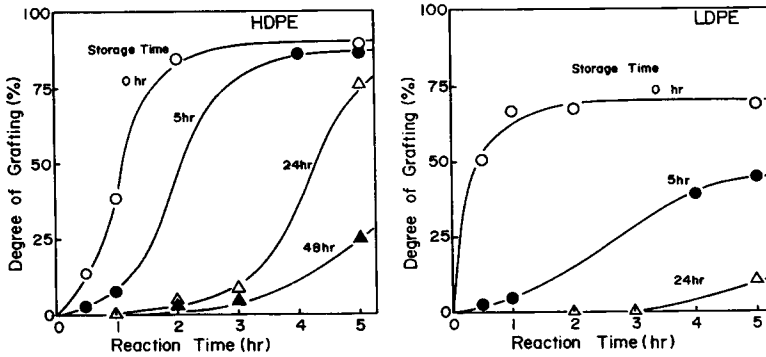 HDPE
100
75
50
25
0
Degree of Grafting (%)
Storage Time
0 hr
5hr
24hr
48hr
0 1 2 3 4 5
Reaction Time (hr)
LDPE
100
75
50
25
0
Degree of Grafting (%)
Storage Time
0 hr
5hr
24hr
0 1 2 3 4 5
Reaction Time (hr)